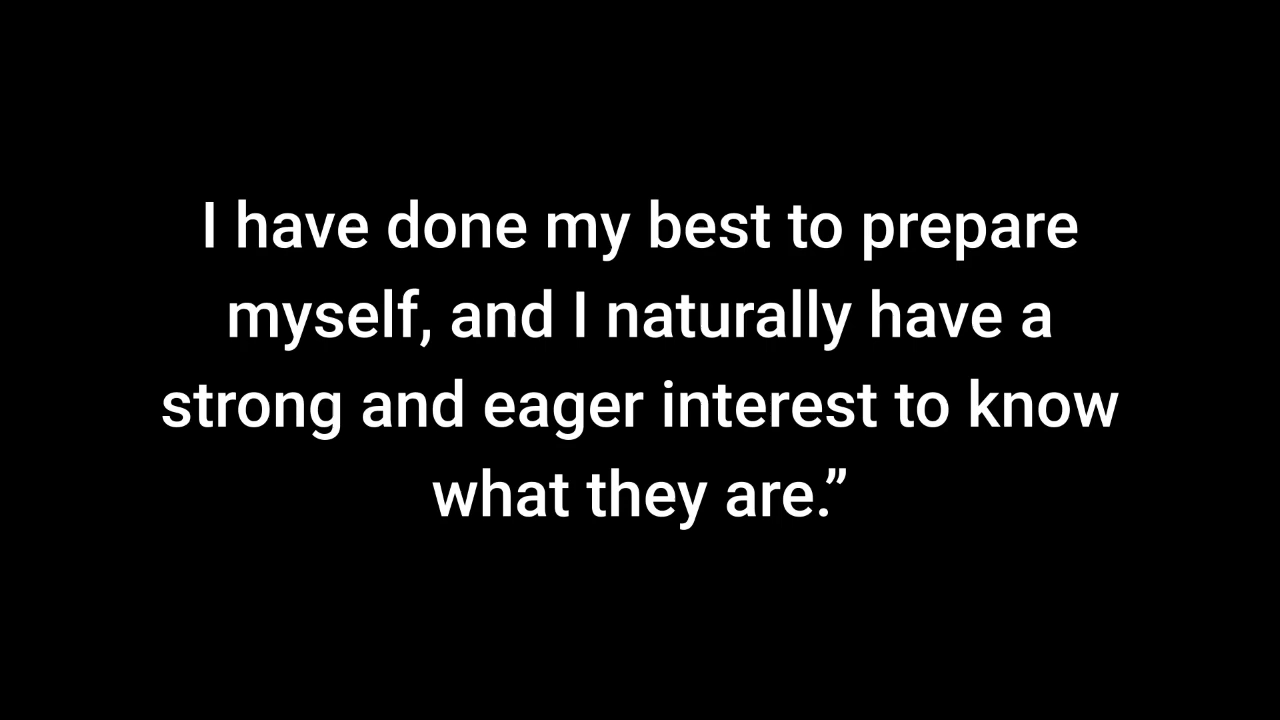 I have done my best to prepare
myself, and I naturally have a
strong and eager interest to know
what they are.”